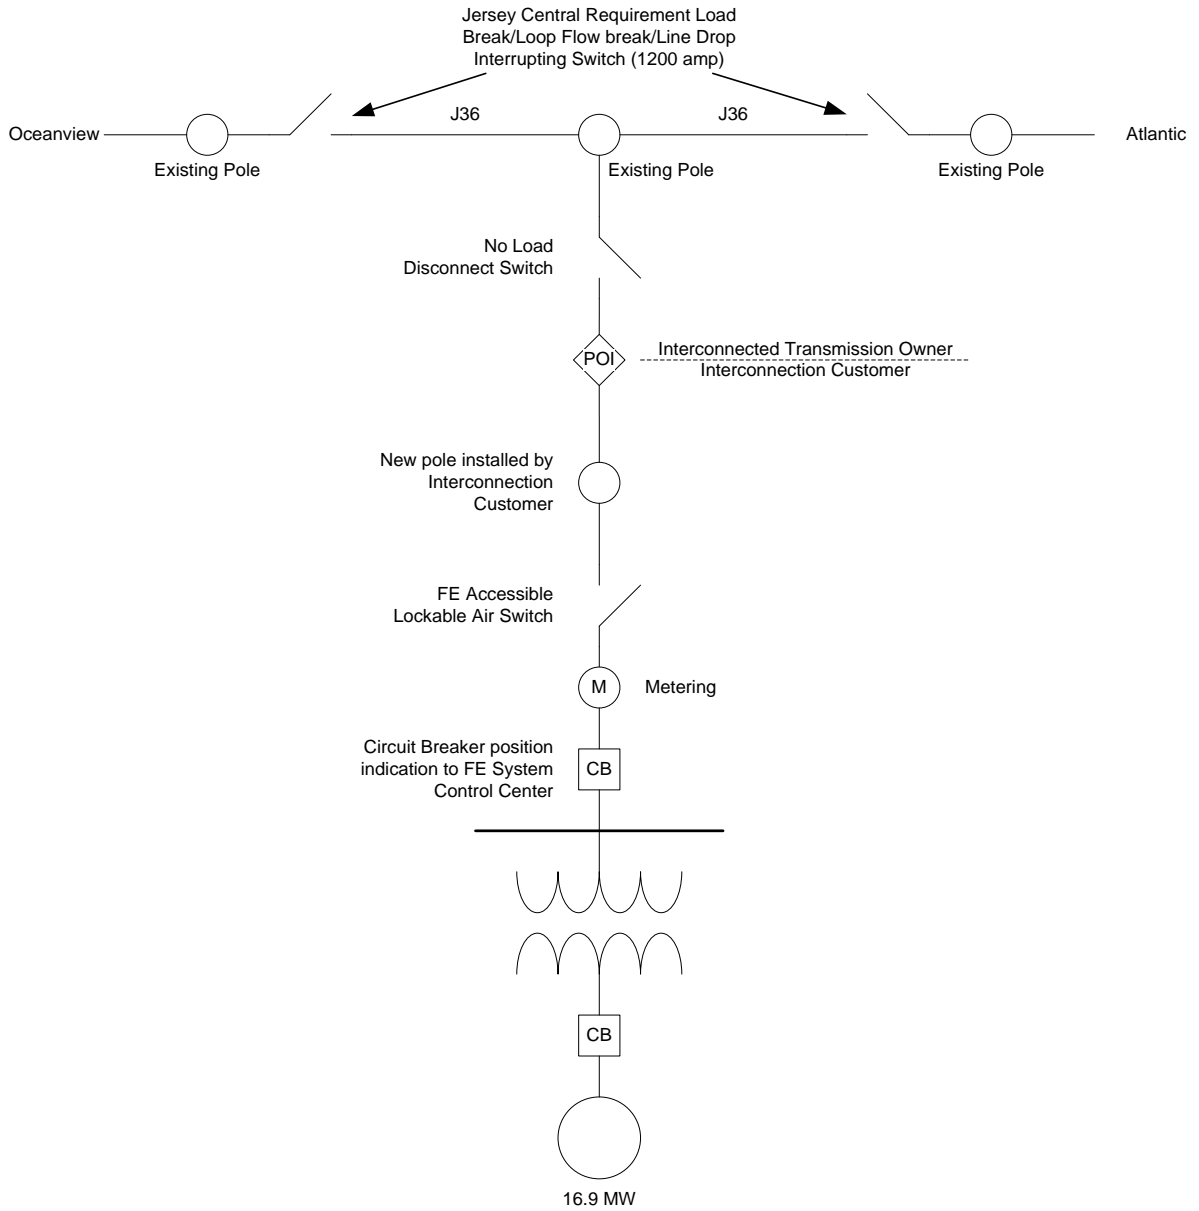 Jersey Central Requirement Load
Break/Loop Flow break/Line Drop
Interrupting Switch (1200 amp)
J36
J36
Oceanview
Atlantic
Existing Pole
Existing Pole
Existing Pole
No Load
Disconnect Switch
POI
Interconnected Transmission Owner
Interconnection Customer
New pole installed by
Interconnection
Customer
FE Accessible
Lockable Air Switch
M
Metering
Circuit Breaker position
indication to FE System
Control Center
CB
CB
16.9 MW